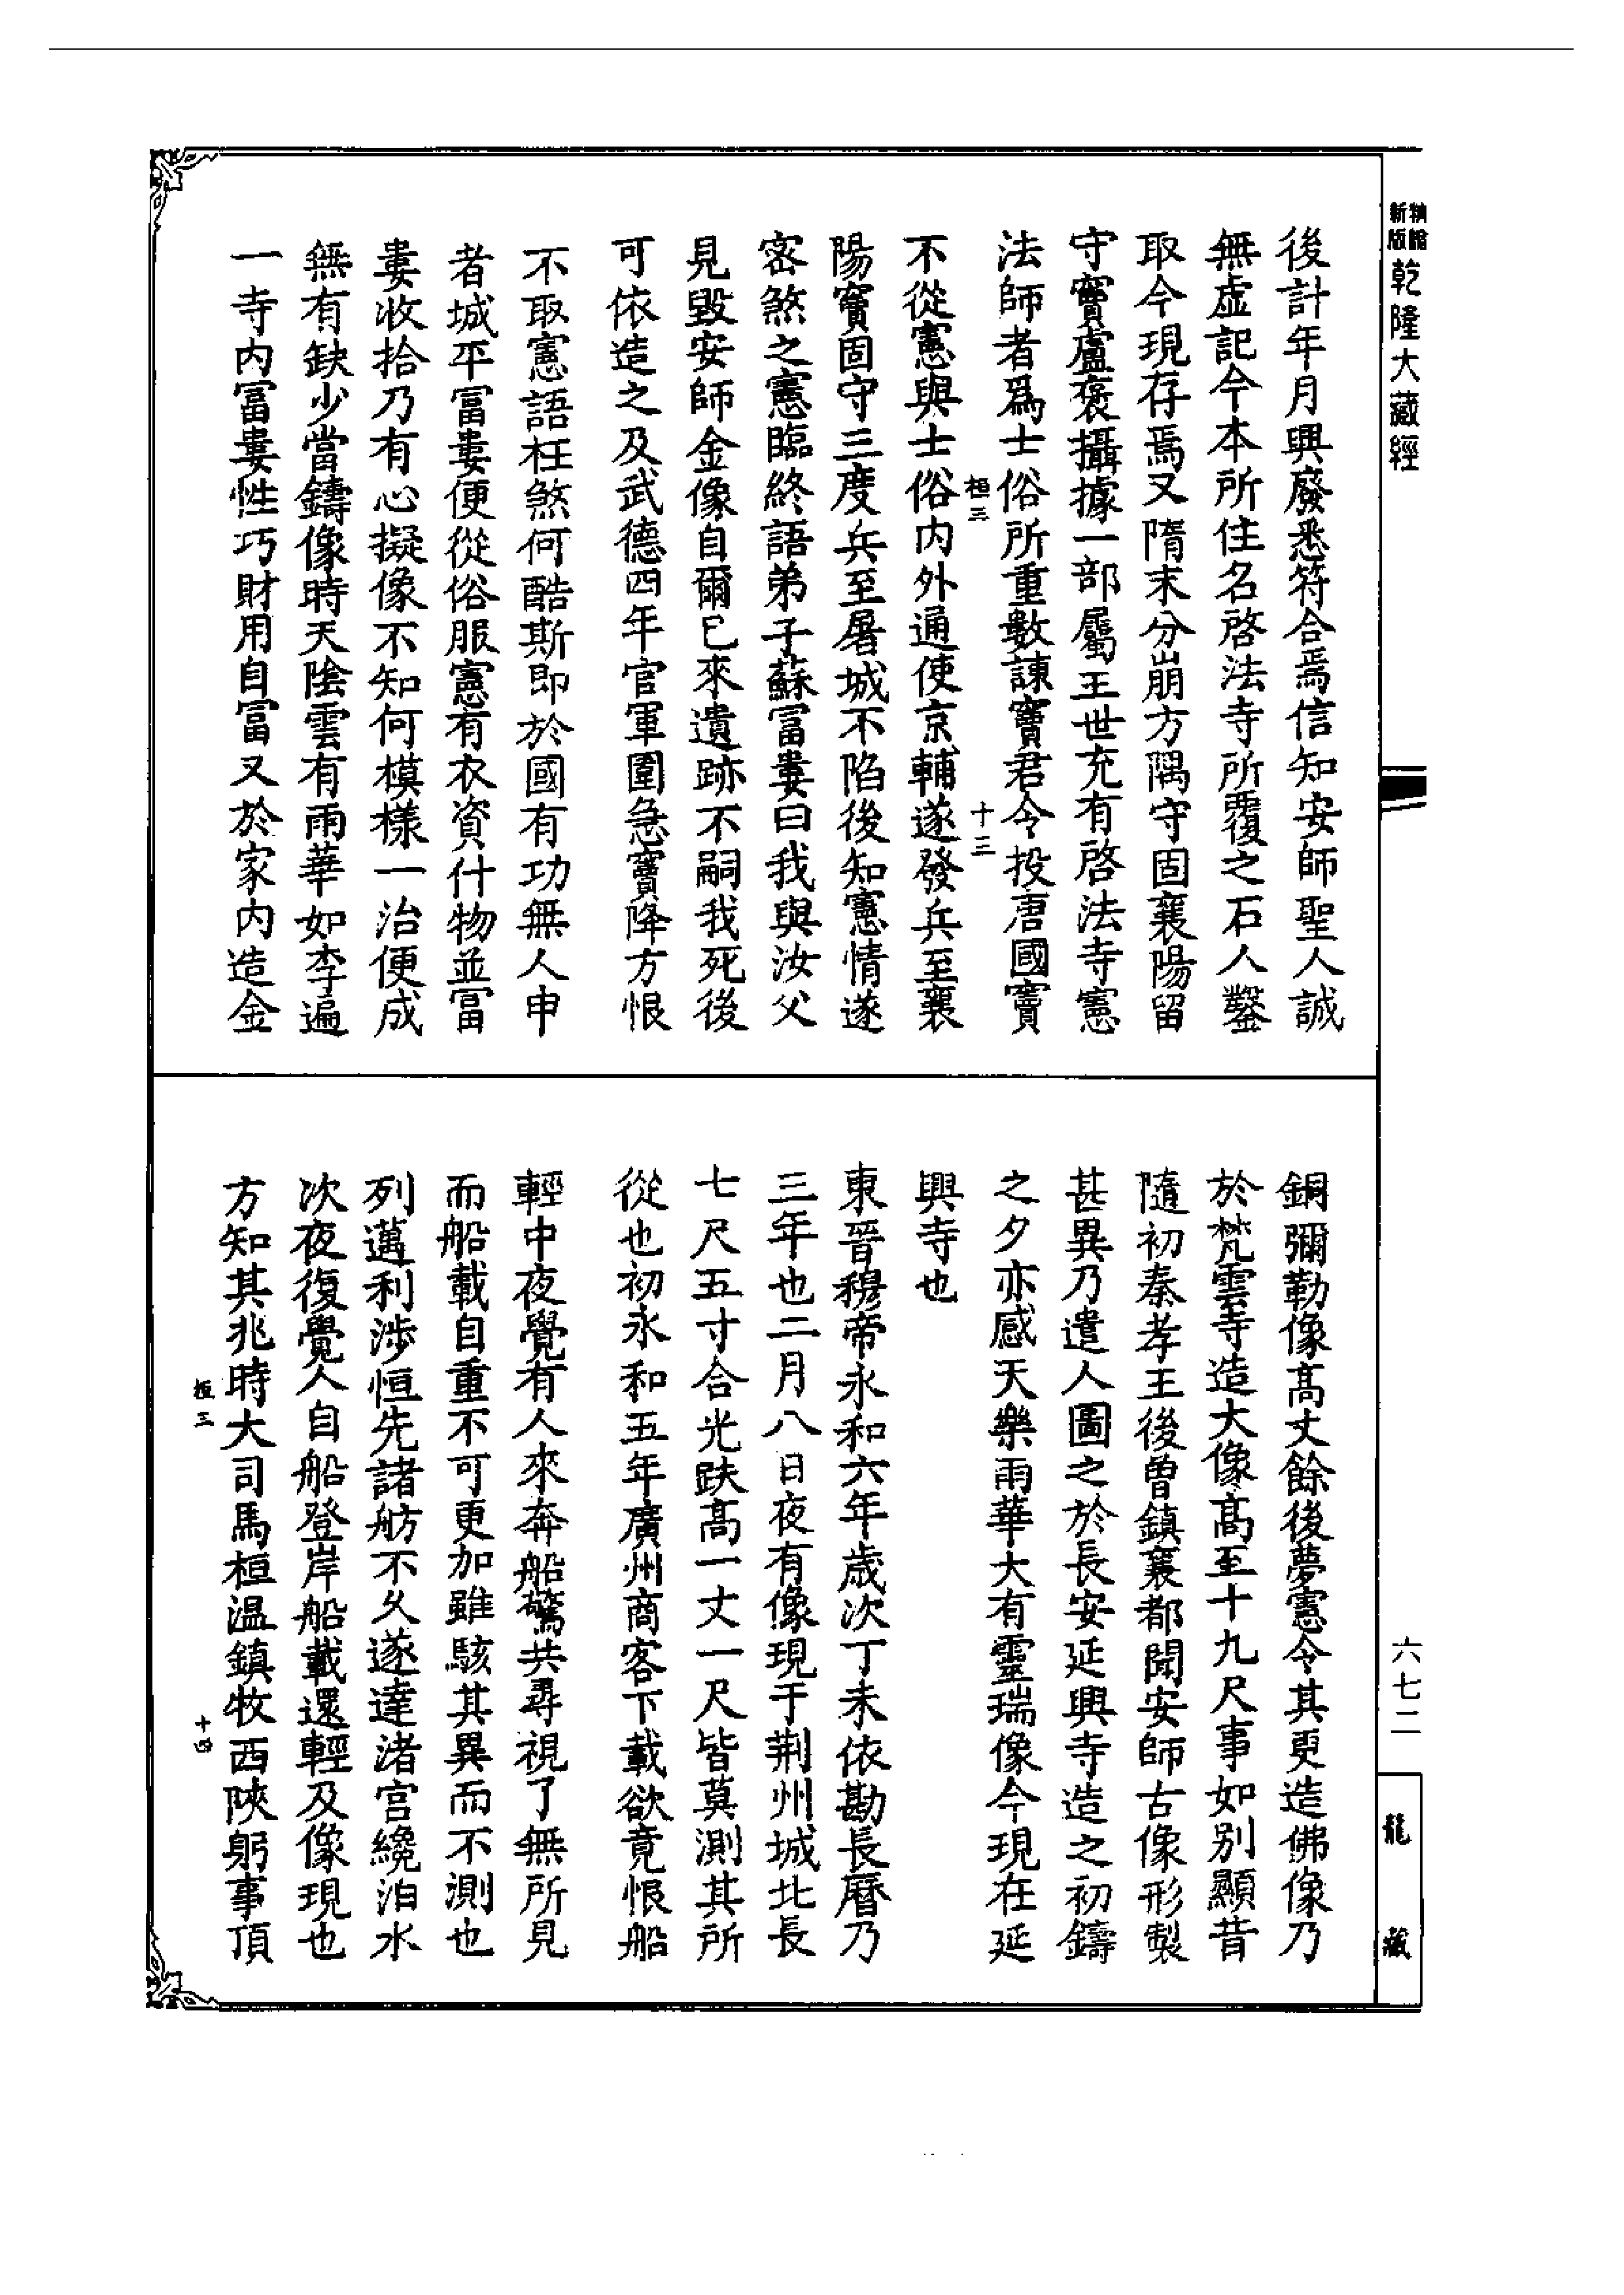 新版
精縮
乾隆大藏經
後計年月興廢悉符合焉信知安師聖人誠
無虛記今本所住名啓法寺所覆之石人鑿
取今現存焉又隋末分崩方隅守固襄陽留
守竇盧褒攝據一部屬王世充有啓法寺憲
法師者爲士俗所重數諫竇君令投唐國竇
桓三
十三
不從憲與士俗內外通使京輔遂發兵至襄
陽竇固守三度兵至屠城不陷後知憲情遂
密煞之憲臨終語弟子蘇富婁曰我與汝父
見毀安師金像自爾已來遺跡不嗣我死後
可依造之及武德四年官軍圍急竇降方恨
不取憲語枉煞何酷斯即於國有功無人申
者城平富婁便從俗服憲有衣資什物並富
婁收拾乃有心擬像不知何模樣一冶便成
無有缺少當鑄像時天陰雲有雨華如李遍
一寺內富婁性巧財用自富又於家內造金
銅彌勒像高丈餘後夢憲令其更造佛像乃
於梵雲寺造大像高至十九尺事如別顯昔
隨初秦孝王後曾鎮襄都聞安師古像形製
甚異乃遣人圖之於長安延興寺造之初鑄
之夕亦感天樂雨華大有靈瑞像今現在延
興寺也
東晉穆帝永和六年歲次丁未依勘長曆乃
三年也二月八日夜有像現于荆州城北長
七尺五寸合光趺高一丈一尺皆莫測其所
從也初永和五年廣州商客下載欲竟恨船
輕中夜覺有人來奔船驚共尋視了無所見
而船載自重不可更加雖駭其異而不測也
列邁利涉恒先諸舫不久遂達渚宮纔泊水
次夜復覺人自船登岸船載還輕及像現也
方知其兆時大司馬桓溫鎮牧西陝躬事頂
桓三
十四
六七二
龍藏